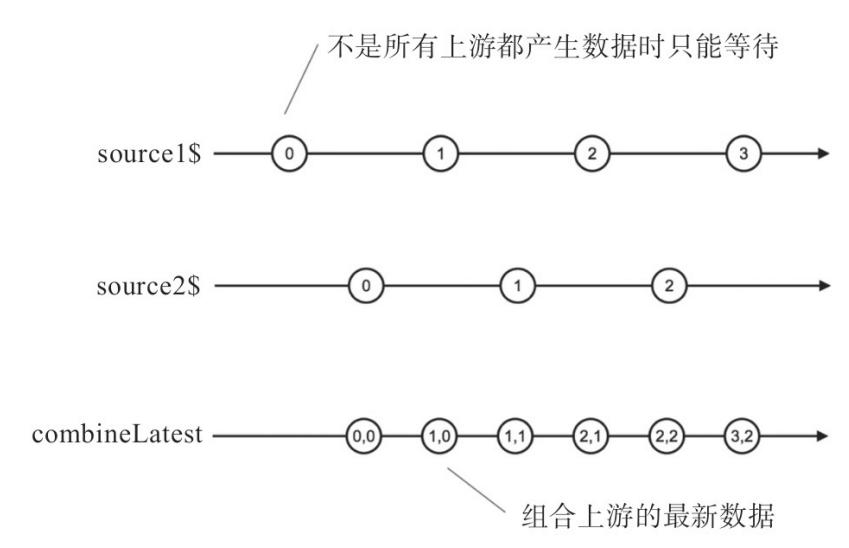 不是所有上游都产生数据时只能等待
source1$ 0 1 2 3
source2$ 0 1 2
combineLatest 0,0 1,0 1,1 2,1 2,2 3,2
组合上游的最新数据